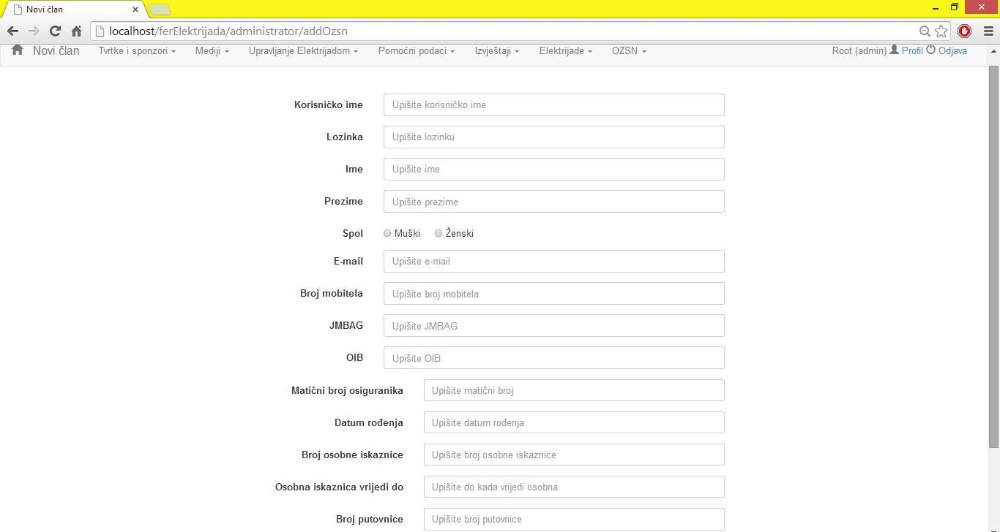 Novi član
localhost/ferElektrijada/administrator/addOzsn
Novi član Tvrtke i sponzori Mediji Upravljanje Elektrijadom Pomoćni podaci Izvještaji Elektrijade OZSN Root (admin) Profil Odjava
Korisničko ime Upišite korisničko ime
Lozinka Upišite lozinku
Ime Upišite ime
Prezime Upišite prezime
Spol Muški Ženski
E-mail Upišite e-mail
Broj mobitela Upišite broj mobitela
JMBAG Upišite JMBAG
OIB Upišite OIB
Matični broj osiguranika Upišite matični broj
Datum rođenja Upišite datum rođenja
Broj osobne iskaznice Upišite broj osobne iskaznice
Osobna iskaznica vrijedi do Upišite do kada vrijedi osobna
Broj putovnice Upišite broj putovnice